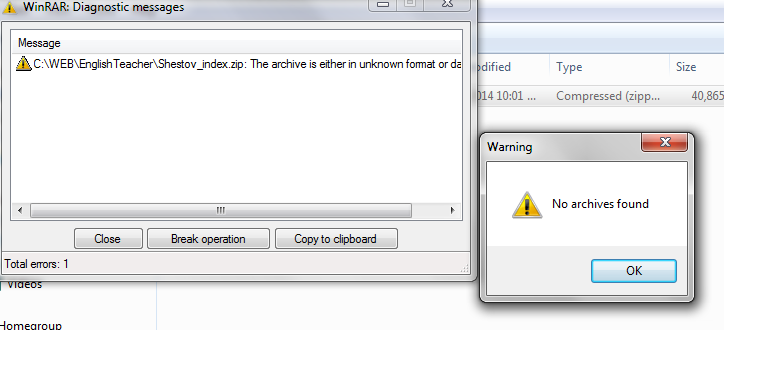 WinRAR: Diagnostic messages
Message
C:\WEB\EnglishTeacher\Shestov_index.zip: The archive is either in unknown format or da
Close
Break operation
Copy to clipboard
Total errors: 1
Type
Size
2014 10:01 ...
Compressed (zipp...
40,865
Warning
No archives found
OK
Videos
Homegroup